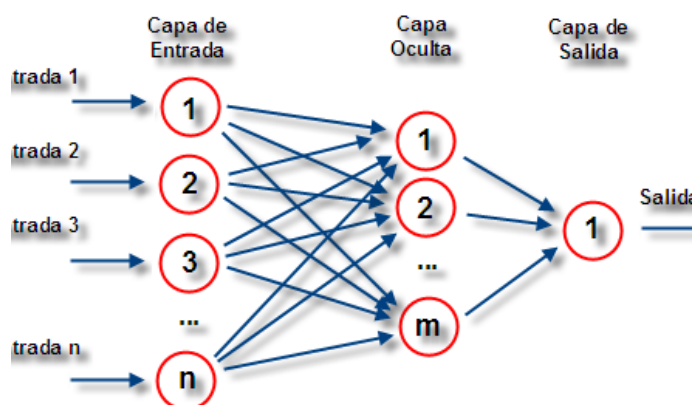 Capa de
Entrada
Capa
Oculta
Capa de
Salida
trada 1
trada 2
trada 3
trada n
1
2
3
...
n
1
2
...
m
1
Salida